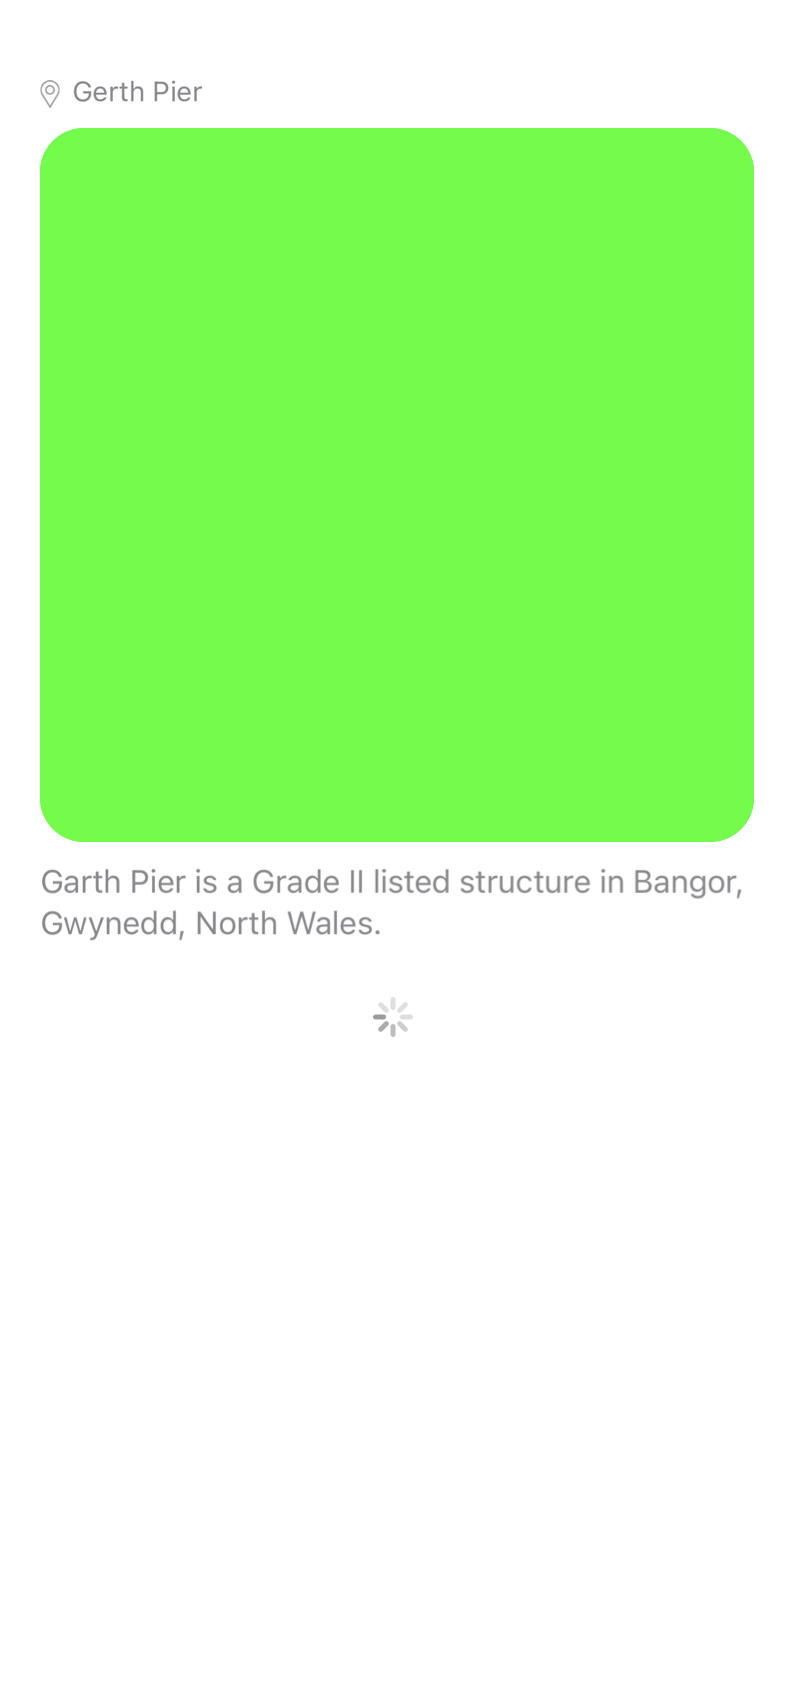 Gerth Pier
Garth Pier is a Grade II listed structure in Bangor,
Gwynedd, North Wales.